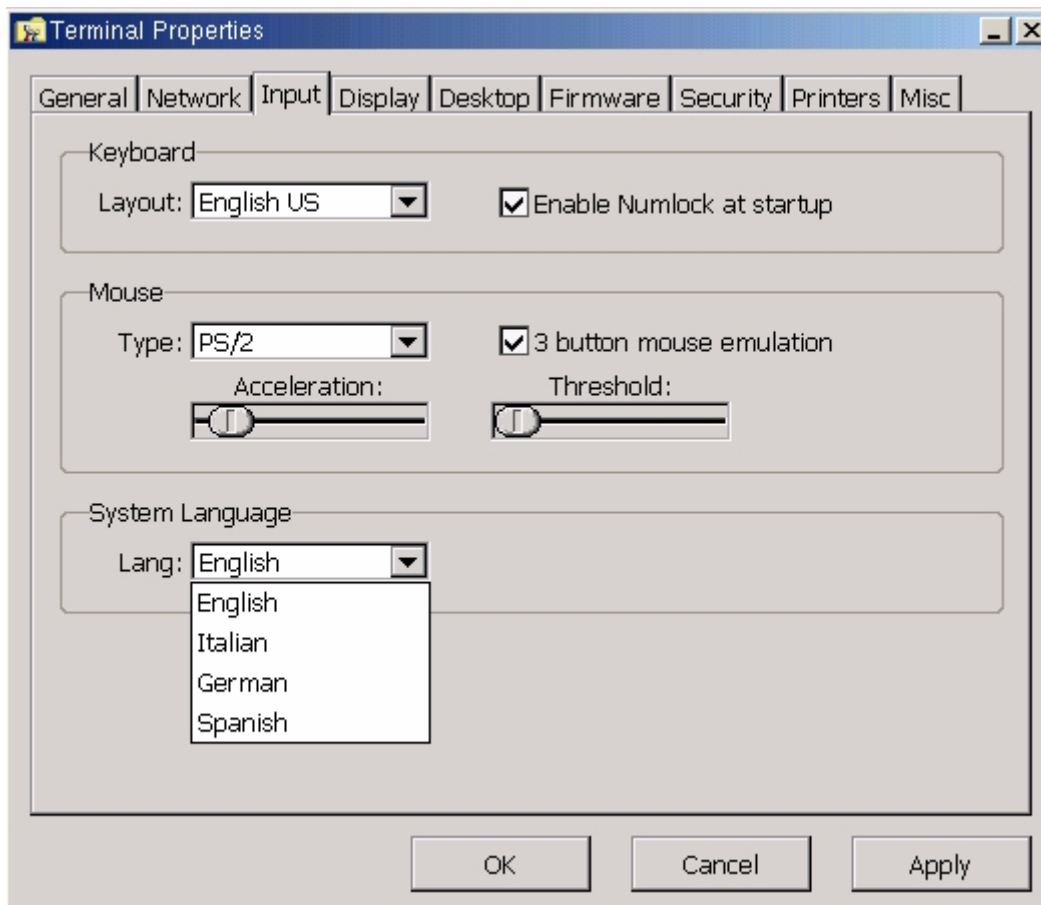 Terminal Properties
General Network Input Display Desktop Firmware Security Printers Misc
Keyboard
Layout: English US Enable Numlock at startup
Mouse
Type: PS/2 3 button mouse emulation
Acceleration: Threshold:
System Language
Lang: English
English
Italian
German
Spanish
OK Cancel Apply